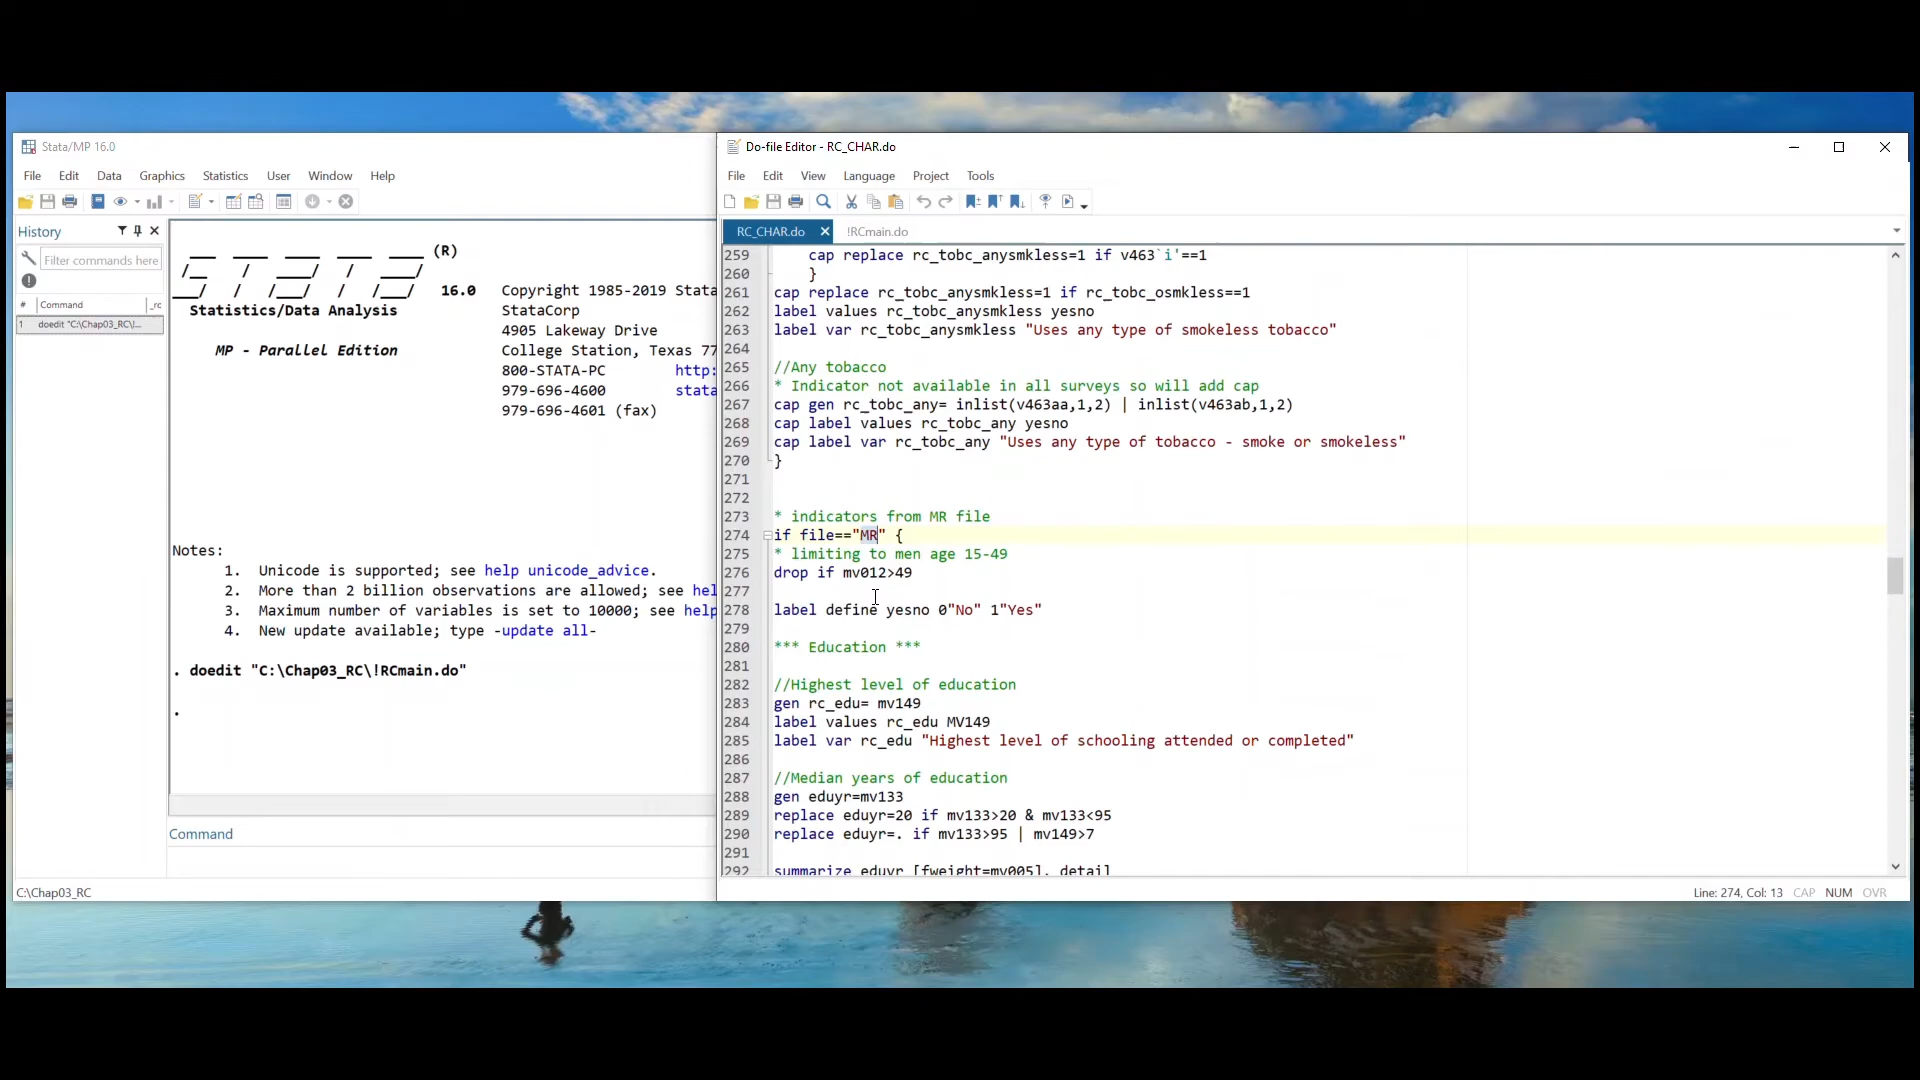 Stata/MP 16.0
File Edit Data Graphics Statistics User Window Help
History
Filter commands here
# Command _rc
1 doedit "C:\Chap03_RC\!...
(R)
16.0 Copyright 1985-2019 Stata
Statistics/Data Analysis StataCorp
4905 Lakeway Drive
MP - Parallel Edition College Station, Texas 77
800-STATA-PC http:
979-696-4600 stata
979-696-4601 (fax)
Notes:
1. Unicode is supported; see help unicode_advice.
2. More than 2 billion observations are allowed; see hel
3. Maximum number of variables is set to 10000; see help
4. New update available; type -update all-
. doedit "C:\Chap03_RC\!RCmain.do"
.
Command
C:\Chap03_RC
Do-file Editor - RC_CHAR.do
File Edit View Language Project Tools
RC_CHAR.do !RCmain.do
259 cap replace rc_tobc_anysmkless=1 if v463`i'==1
260 }
261 cap replace rc_tobc_anysmkless=1 if rc_tobc_osmkless==1
262 label values rc_tobc_anysmkless yesno
263 label var rc_tobc_anysmkless "Uses any type of smokeless tobacco"
264
265 //Any tobacco
266 * Indicator not available in all surveys so will add cap
267 cap gen rc_tobc_any= inlist(v463aa,1,2) | inlist(v463ab,1,2)
268 cap label values rc_tobc_any yesno
269 cap label var rc_tobc_any "Uses any type of tobacco - smoke or smokeless"
270 }
271
272
273 * indicators from MR file
274 if file=="MR" {
275 * limiting to men age 15-49
276 drop if mv012>49
277
278 label define yesno 0"No" 1"Yes"
279
280 *** Education ***
281
282 //Highest level of education
283 gen rc_edu= mv149
284 label values rc_edu MV149
285 label var rc_edu "Highest level of schooling attended or completed"
286
287 //Median years of education
288 gen eduyr=mv133
289 replace eduyr=20 if mv133>20 & mv133<95
290 replace eduyr=. if mv133>95 | mv149>7
291
292 summarize eduyr [fweight=mv005], detail
Line: 274, Col: 13 CAP NUM OVR